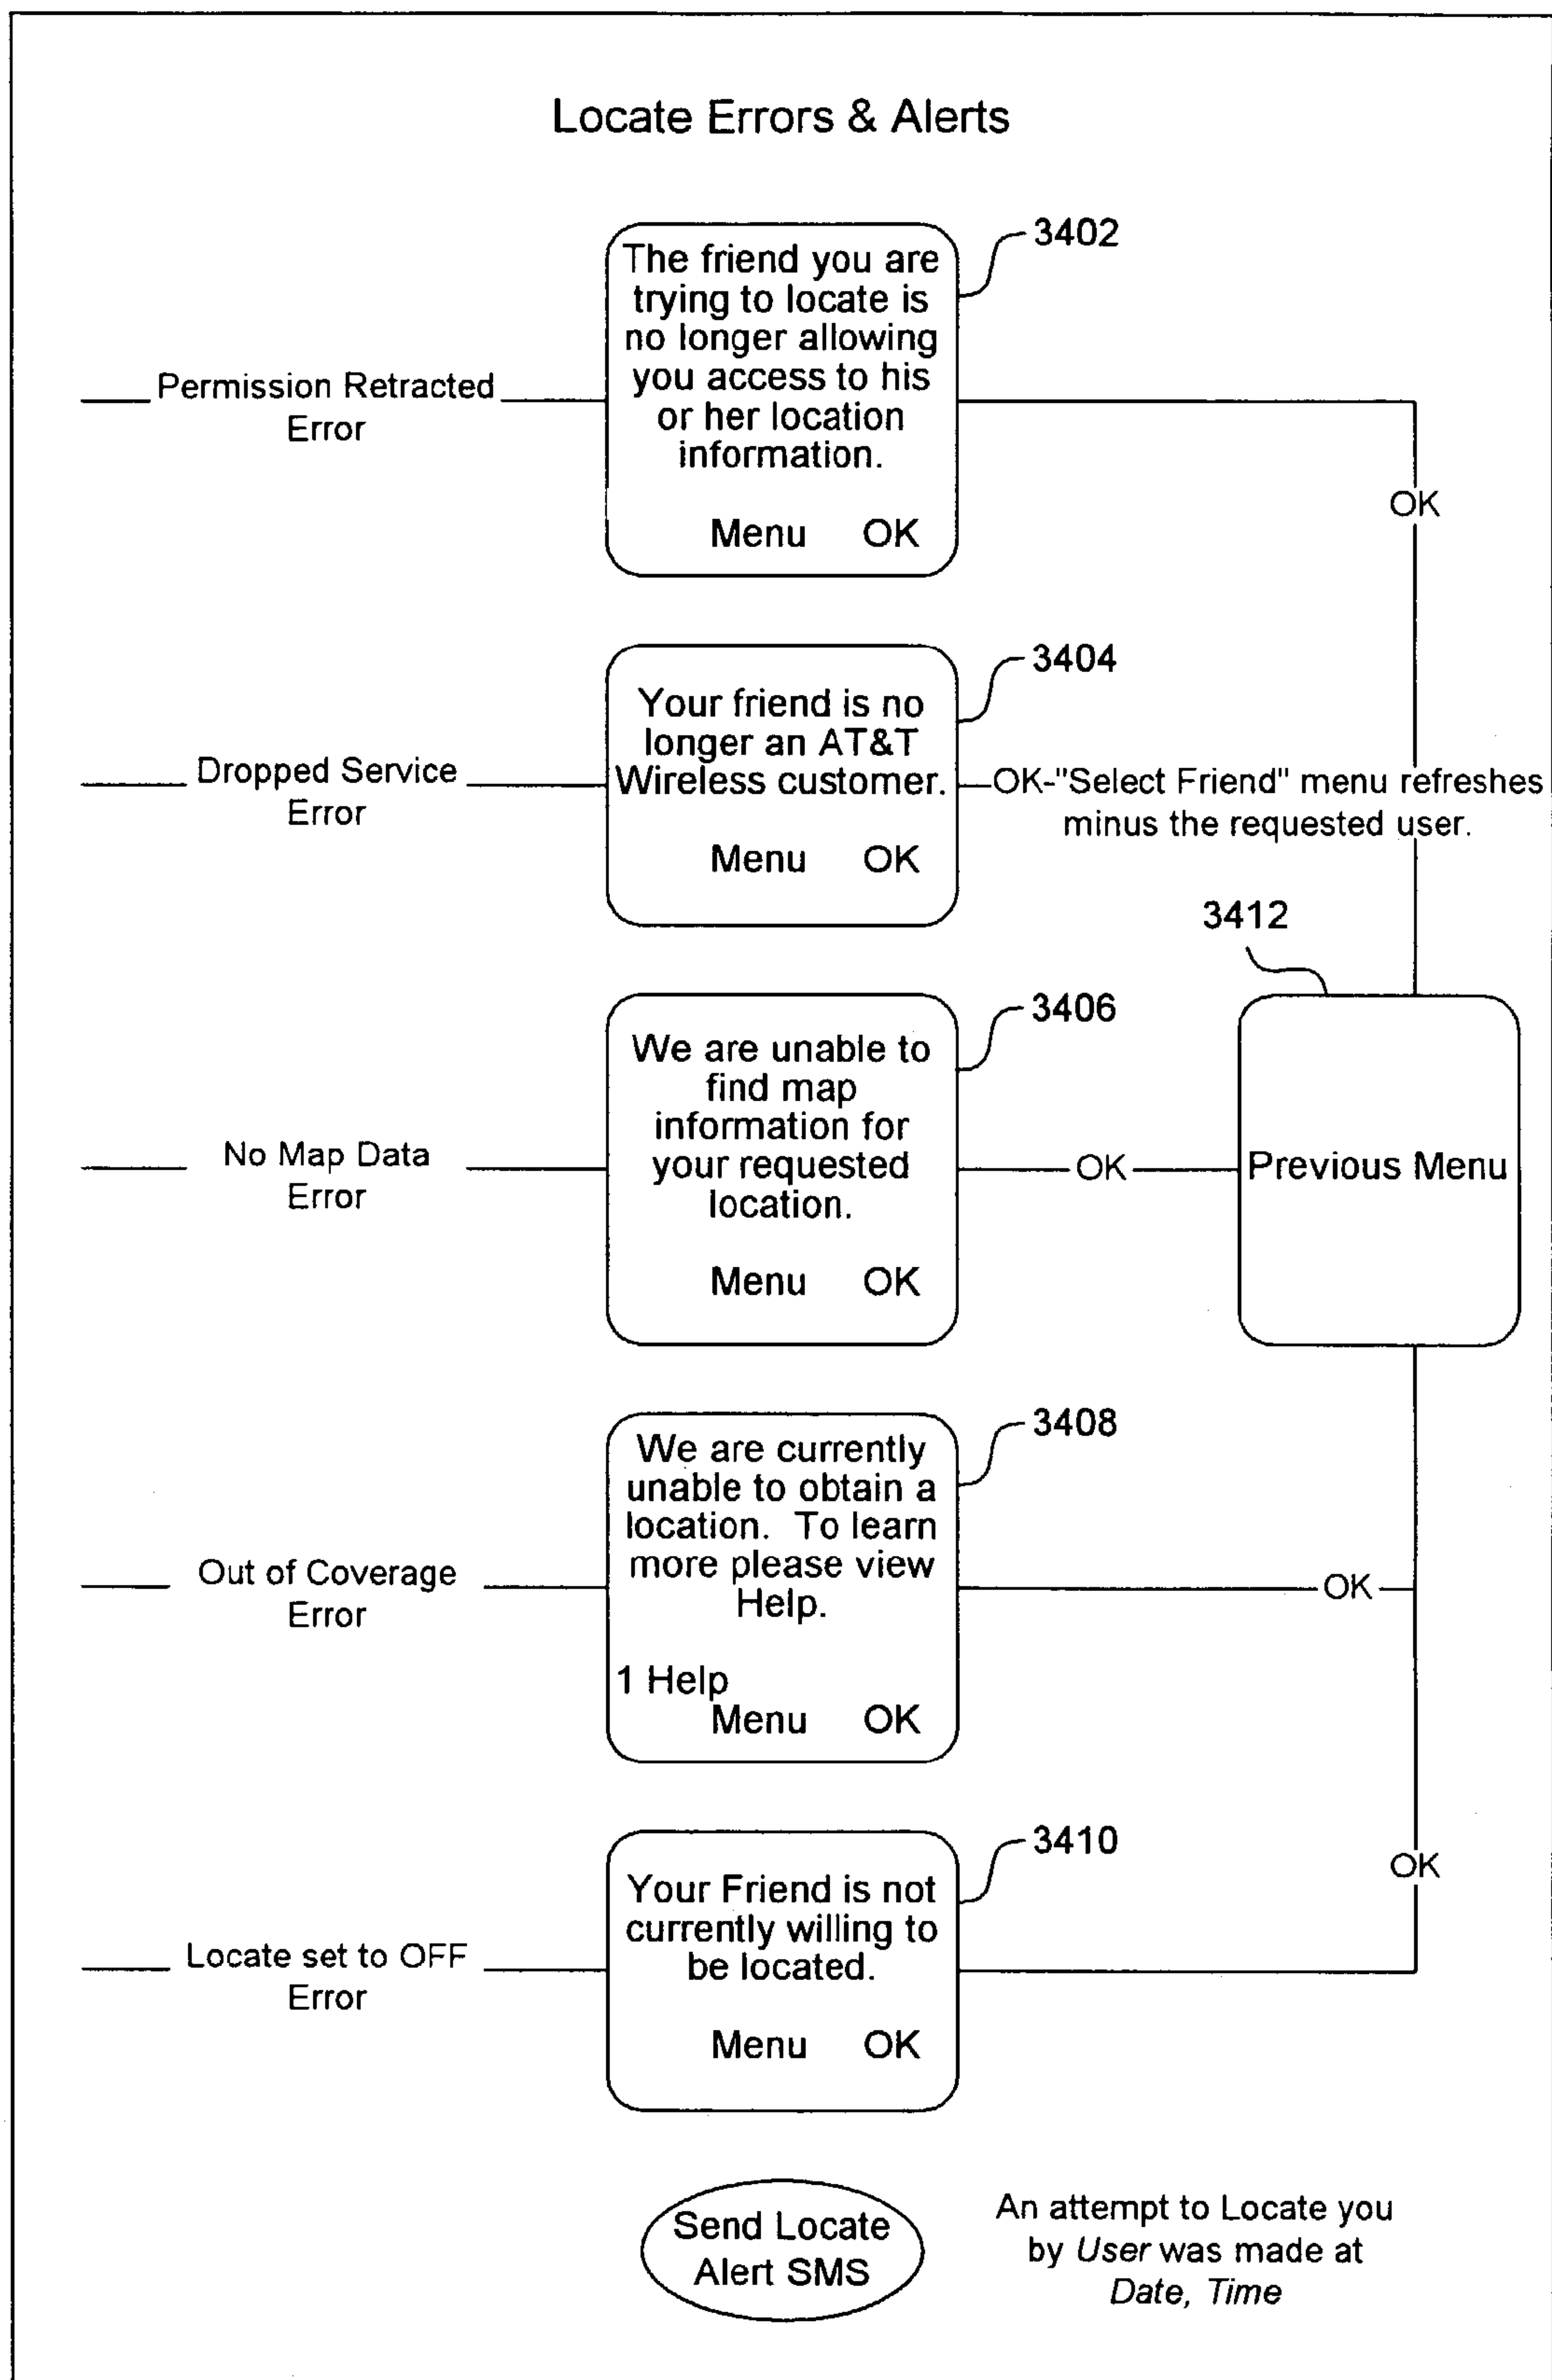 Locate Errors & Alerts
3402
The friend you are
trying to locate is
no longer allowing
you access to his
or her location
information.
Menu OK
Permission Retracted
Error
OK
3404
Your friend is no
longer an AT&T
Wireless customer.
Menu OK
Dropped Service
Error
OK-"Select Friend" menu refreshes
minus the requested user.
3412
3406
We are unable to
find map
information for
your requested
location.
Menu OK
No Map Data
Error
OK
Previous Menu
3408
We are currently
unable to obtain a
location. To learn
more please view
Help.
1 Help
Menu OK
Out of Coverage
Error
OK
3410
Your Friend is not
currently willing to
be located.
Menu OK
Locate set to OFF
Error
OK
Send Locate
Alert SMS
An attempt to Locate you
by User was made at
Date, Time